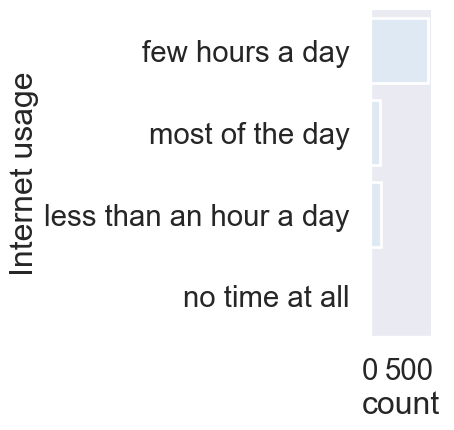 Internet usage
few hours a day
most of the day
less than an hour a day
no time at all
0 500
count